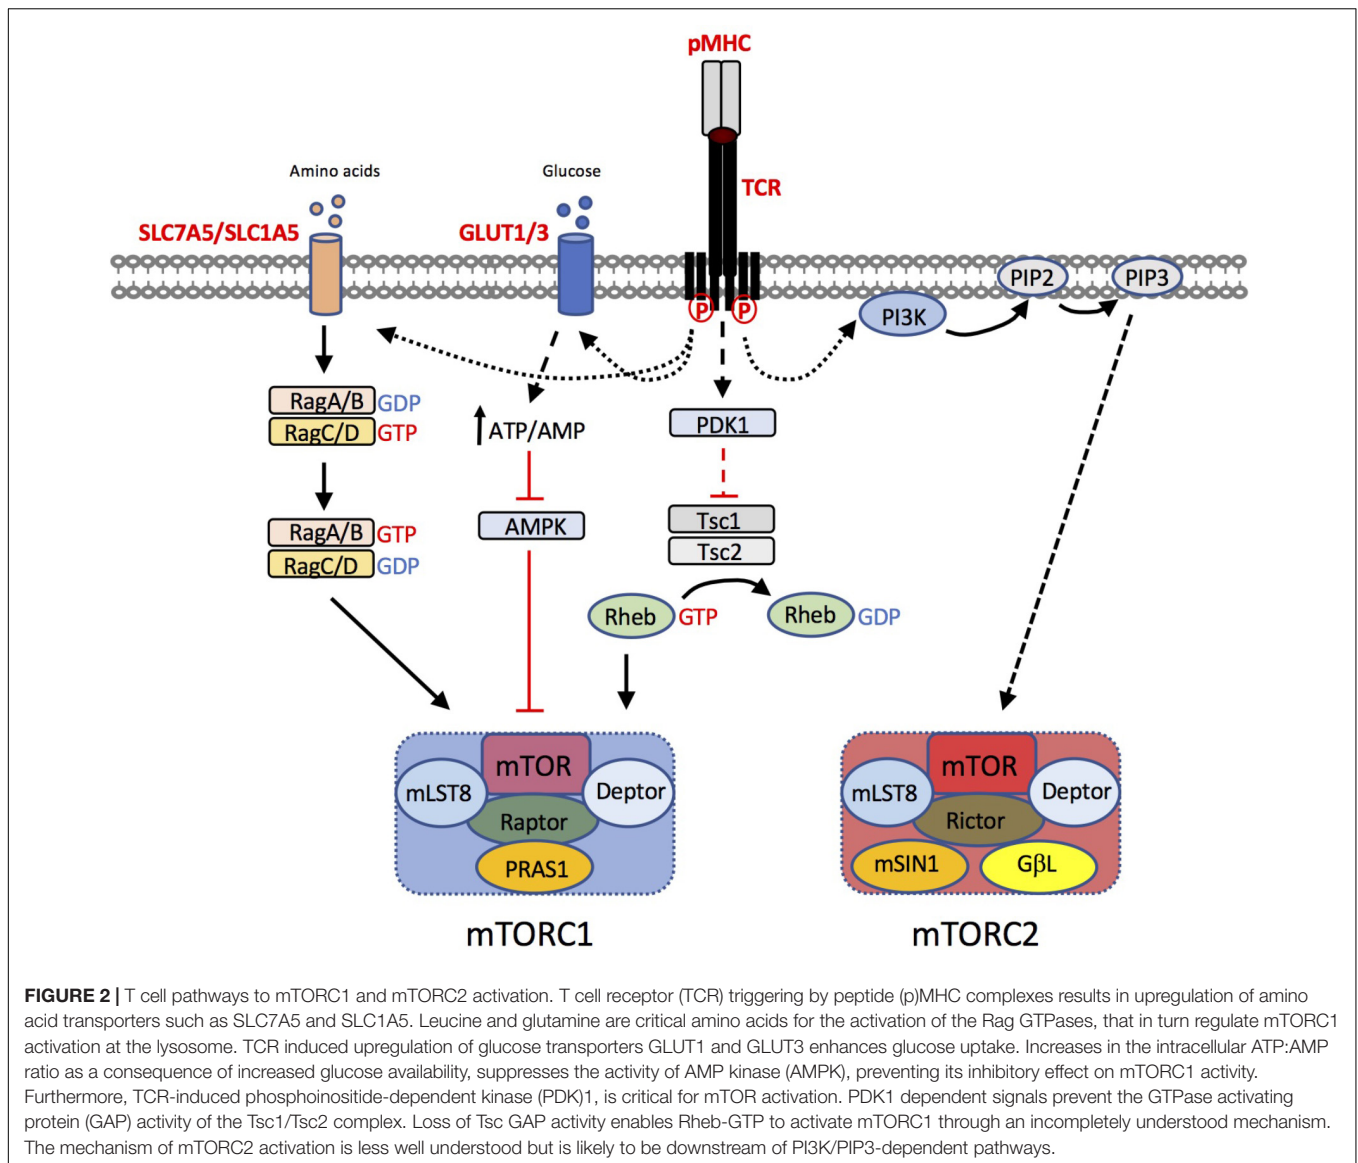 pMHC
TCR
Amino acids
Glucose
SLC7A5/SLC1A5
GLUT1/3
PIP2
PIP3
P
P
PI3K
RagA/B GDP
RagC/D GTP
ATP/AMP
PDK1
RagA/B GTP
RagC/D GDP
AMPK
Tsc1
Tsc2
Rheb GTP
Rheb GDP
mTOR
mLST8
Deptor
Raptor
PRAS1
mTORC1
mTOR
mLST8
Deptor
Rictor
mSIN1
GβL
mTORC2
FIGURE 2 | T cell pathways to mTORC1 and mTORC2 activation. T cell receptor (TCR) triggering by peptide (p)MHC complexes results in upregulation of amino
acid transporters such as SLC7A5 and SLC1A5. Leucine and glutamine are critical amino acids for the activation of the Rag GTPases, that in turn regulate mTORC1
activation at the lysosome. TCR induced upregulation of glucose transporters GLUT1 and GLUT3 enhances glucose uptake. Increases in the intracellular ATP:AMP
ratio as a consequence of increased glucose availability, suppresses the activity of AMP kinase (AMPK), preventing its inhibitory effect on mTORC1 activity.
Furthermore, TCR-induced phosphoinositide-dependent kinase (PDK)1, is critical for mTOR activation. PDK1 dependent signals prevent the GTPase activating
protein (GAP) activity of the Tsc1/Tsc2 complex. Loss of Tsc GAP activity enables Rheb-GTP to activate mTORC1 through an incompletely understood mechanism.
The mechanism of mTORC2 activation is less well understood but is likely to be downstream of PI3K/PIP3-dependent pathways.